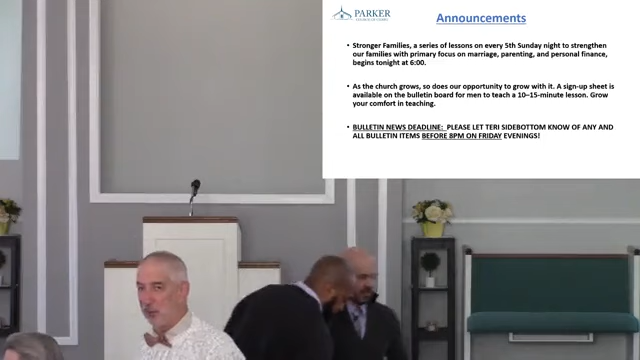 PARKER
Announcements
• Stronger Families, a series of lessons on every 5th Sunday night to strengthen
our families with primary focus on marriage, parenting, and personal finance,
begins tonight at 6:00.
• As the church grows, so does our opportunity to grow with it. A sign-up sheet is
available on the bulletin board for men to teach a 10–15-minute lesson. Grow
your comfort in teaching.
• BULLETIN NEWS DEADLINE: PLEASE LET TERI SIDEBOTTOM KNOW OF ANY AND
ALL BULLETIN ITEMS BEFORE 8PM ON FRIDAY EVENINGS!